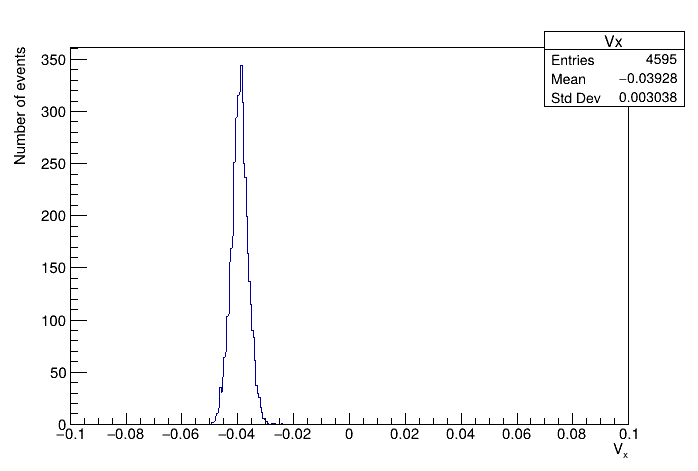 Vx
Entries 4595
Mean −0.03928
Std Dev 0.003038
Number of events
350
300
250
200
150
100
50
0
−0.1 −0.08 −0.06 −0.04 −0.02 0 0.02 0.04 0.06 0.08 0.1
Vx